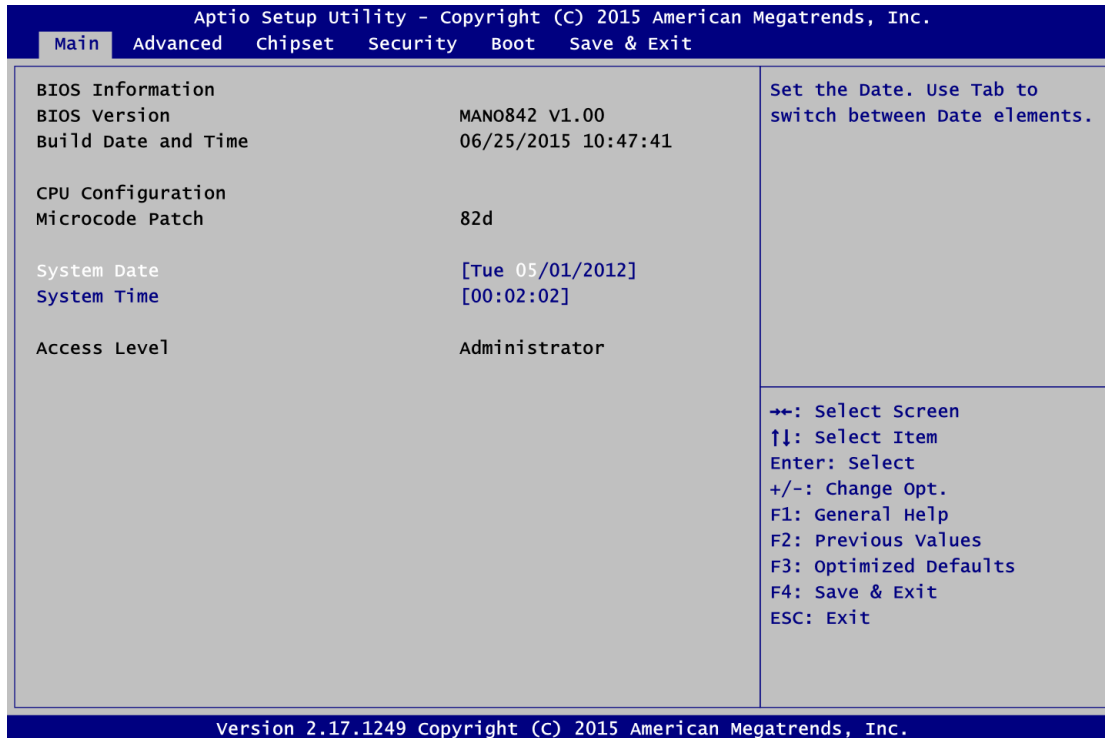 Aptio Setup Utility - Copyright (C) 2015 American Megatrends, Inc.
Main Advanced Chipset Security Boot Save & Exit
BIOS Information
BIOS Version MANO842 V1.00
Build Date and Time 06/25/2015 10:47:41
CPU Configuration
Microcode Patch 82d
System Date [Tue 05/01/2012]
System Time [00:02:02]
Access Level Administrator
Set the Date. Use Tab to
switch between Date elements.
→←: Select Screen
↑↓: Select Item
Enter: Select
+/-: Change Opt.
F1: General Help
F2: Previous Values
F3: Optimized Defaults
F4: Save & Exit
ESC: Exit
Version 2.17.1249 Copyright (C) 2015 American Megatrends, Inc.